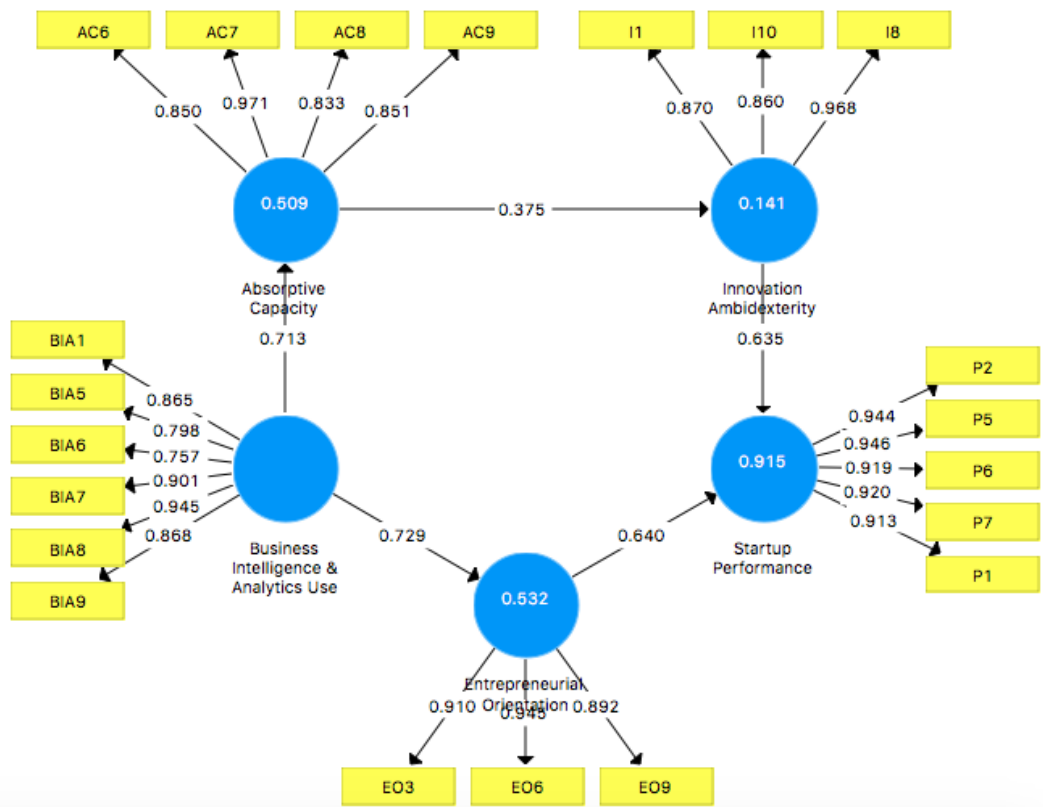 AC6
AC7
AC8
AC9
I1
I10
I8
0.850
0.971
0.833
0.851
0.870
0.860
0.968
0.509
0.375
0.141
Absorptive
Capacity
Innovation
Ambidexterity
0.713
0.635
BIA1
BIA5
BIA6
BIA7
BIA8
BIA9
0.865
0.798
0.757
0.901
0.945
0.868
Business
Intelligence &
Analytics Use
0.729
0.640
0.915
Startup
Performance
0.944
0.946
0.919
0.920
0.913
P2
P5
P6
P7
P1
0.532
Entrepreneurial
Orientation
0.910
0.945
0.892
EO3
EO6
EO9